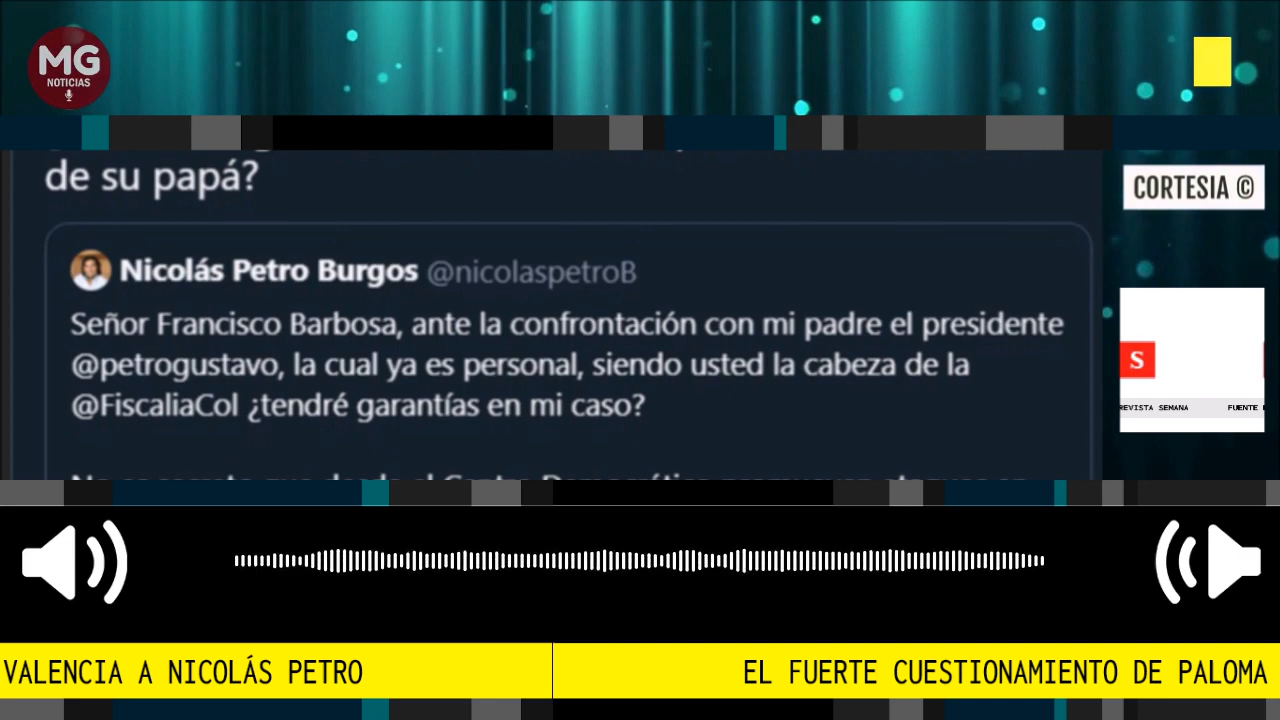 MG
NOTICIAS
de su papá?
CORTESIA ©
Nicolás Petro Burgos @nicolaspetroB
Señor Francisco Barbosa, ante la confrontación con mi padre el presidente
@petrogustavo, la cual ya es personal, siendo usted la cabeza de la
@FiscaliaCol ¿tendré garantías en mi caso?
S
REVISTA SEMANA FUENTE
VALENCIA A NICOLÁS PETRO
EL FUERTE CUESTIONAMIENTO DE PALOMA